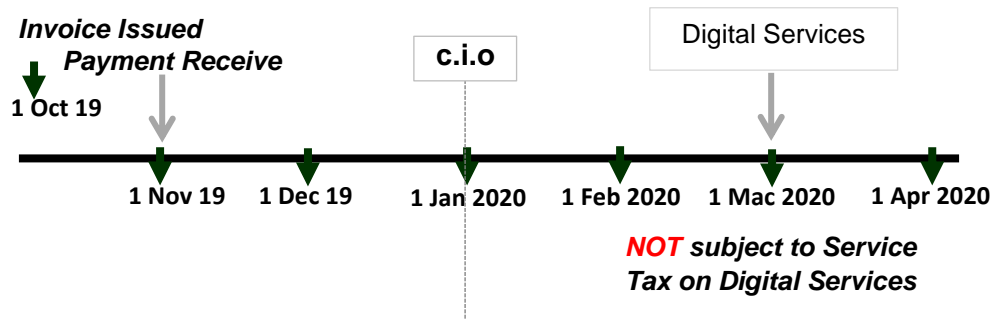 Invoice Issued
Payment Receive
c.i.o
Digital Services
1 Oct 19
1 Nov 19
1 Dec 19
1 Jan 2020
1 Feb 2020
1 Mac 2020
1 Apr 2020
NOT subject to Service
Tax on Digital Services